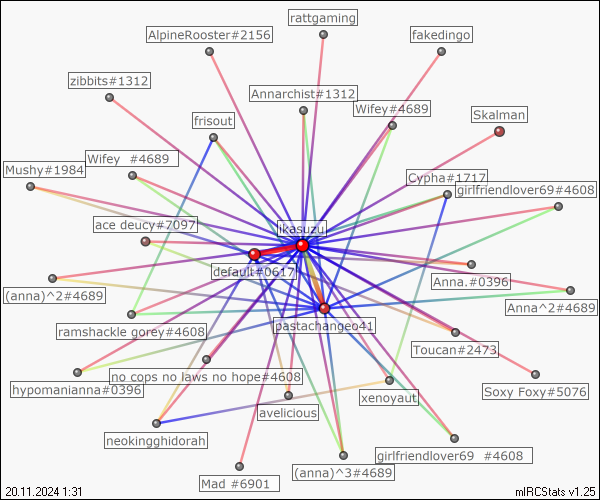 rattgaming
AlpineRooster#2156
fakedingo
zibbits#1312
Annarchist#1312
Wifey#4689
Skalman
frisout
Wifey  #4689
Mushy#1984
Cypha#1717
girlfriendlover69#4608
ace deucy#7097
ikasuzu
default#0617
Anna.#0396
(anna)^2#4689
Anna^2#4689
pastachangeo41
ramshackle gorey#4608
Toucan#2473
no cops no laws no hope#4608
hypomanianna#0396
Soxy Foxy#5076
xenoyaut
avelicious
neokingghidorah
girlfriendlover69  #4608
(anna)^3#4689
Mad  #6901
20.11.2024 1:31
mIRCStats v1.25